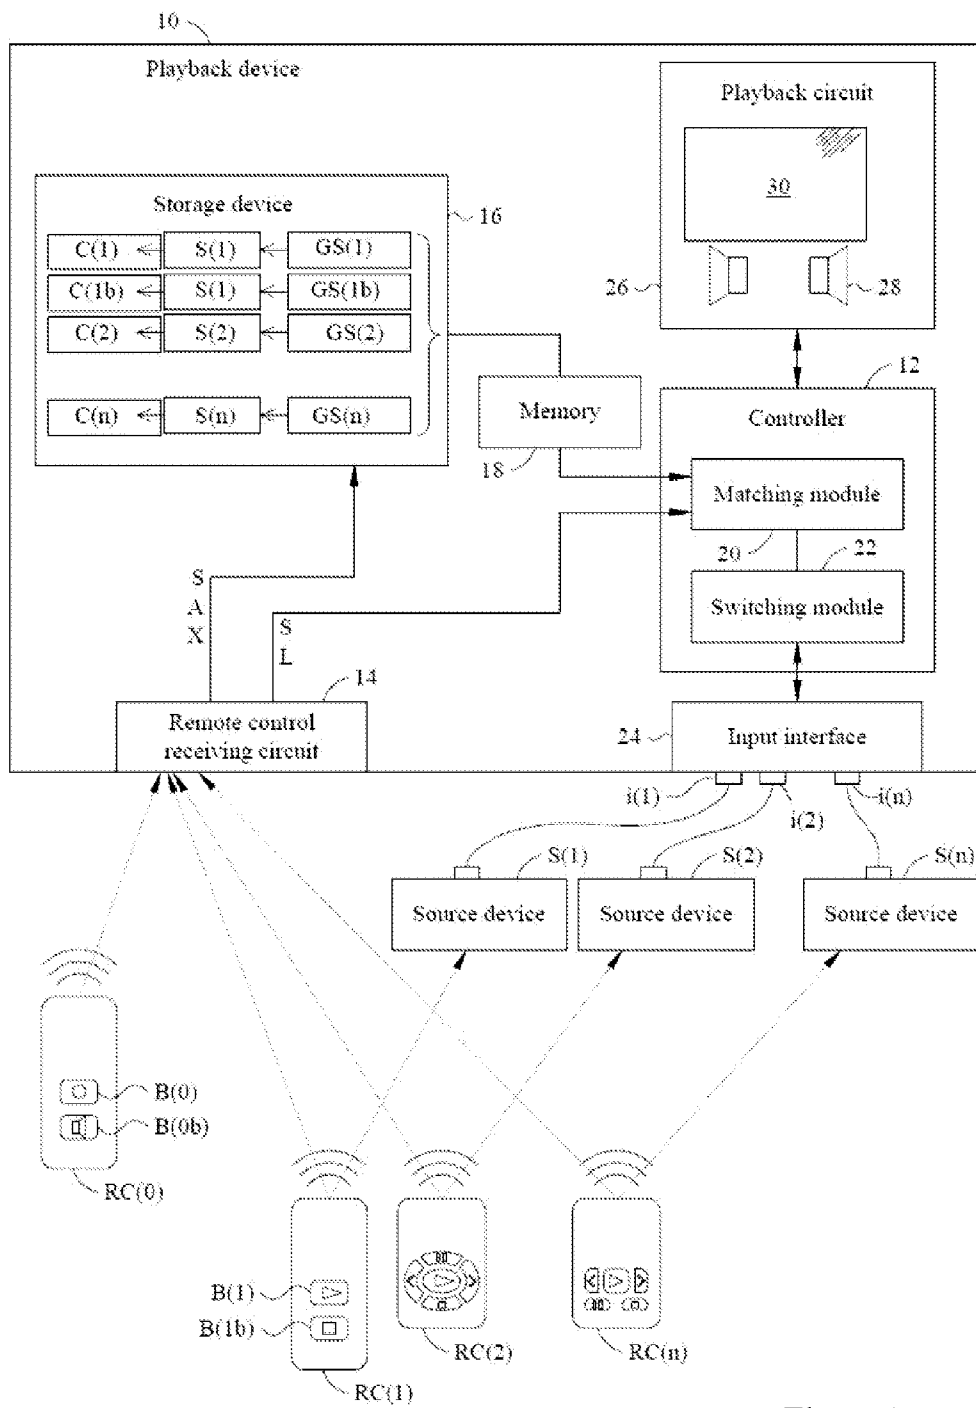 10
Playback device
Playback circuit
30
26
28
Storage device
16
C(1) S(1) GS(1)
C(1b) S(1) GS(1b)
C(2) S(2) GS(2)
C(n) S(n) GS(n)
Memory
18
12
Controller
Matching module
20
22
Switching module
S
A
X
S
L
14
Remote control
receiving circuit
24
Input interface
i(1)
i(2)
i(n)
S(1)
S(2)
S(n)
Source device
Source device
Source device
B(0)
B(0b)
RC(0)
B(1)
B(1b)
RC(1)
RC(2)
RC(n)